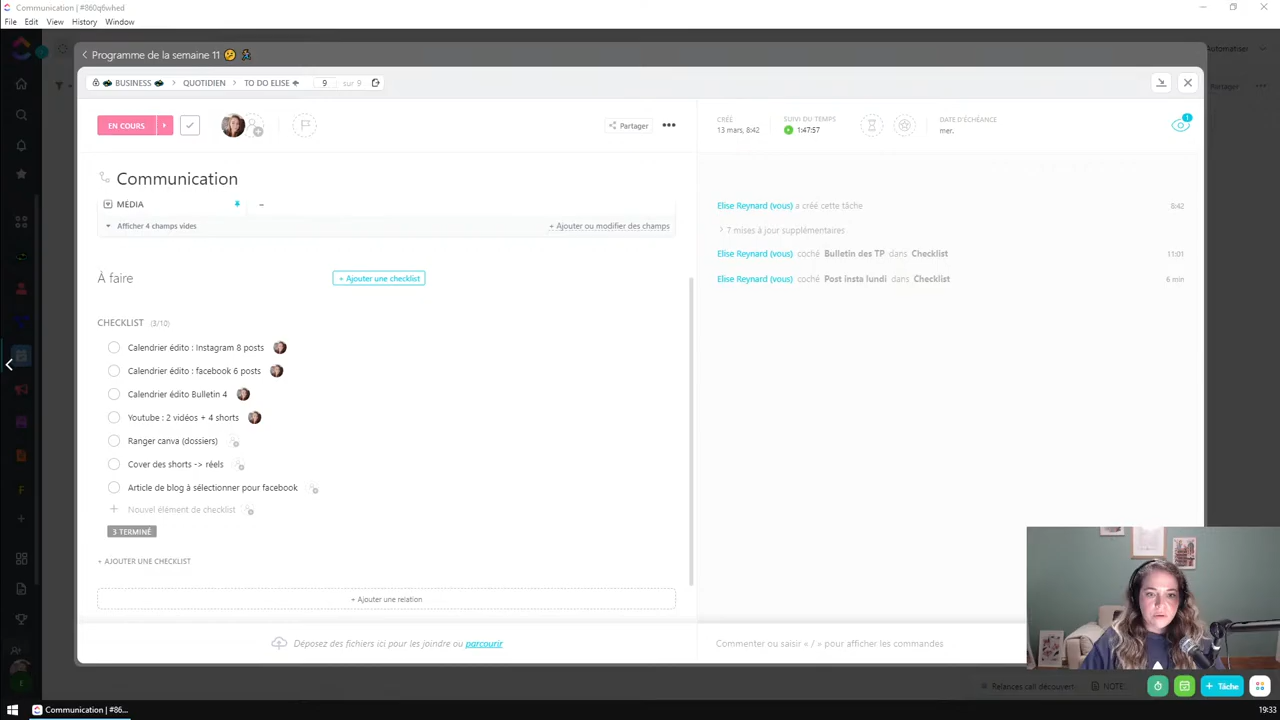 Communication | #860q6whed
File Edit View History Window
Programme de la semaine 11
BUSINESS > QUOTIDIEN > TO DO ELISE 9 sur 9
Automatiser
Partager
EN COURS
Partager
CRÉÉ
13 mars, 8:42
SUIVI DU TEMPS
1:47:57
DATE D'ÉCHÉANCE
mer.
1
Communication
MÉDIA –
Afficher 4 champs vides
+ Ajouter ou modifier des champs
À faire
+ Ajouter une checklist
CHECKLIST (3/10)
Calendrier édito : Instagram 8 posts
Calendrier édito : facebook 6 posts
Calendrier édito Bulletin 4
Youtube : 2 vidéos + 4 shorts
Ranger canva (dossiers)
Cover des shorts -> réels
Article de blog à sélectionner pour facebook
Nouvel élément de checklist
3 TERMINÉ
+ AJOUTER UNE CHECKLIST
+ Ajouter une relation
Déposez des fichiers ici pour les joindre ou parcourir
Elise Reynard (vous) a créé cette tâche 8:42
7 mises à jour supplémentaires
Elise Reynard (vous) coché Bulletin des TP dans Checklist 11:01
Elise Reynard (vous) coché Post insta lundi dans Checklist 6 min
Commenter ou saisir « / » pour afficher les commandes
Relances call découvert
NOTE
+ Tâche
Communication | #86...
19:33